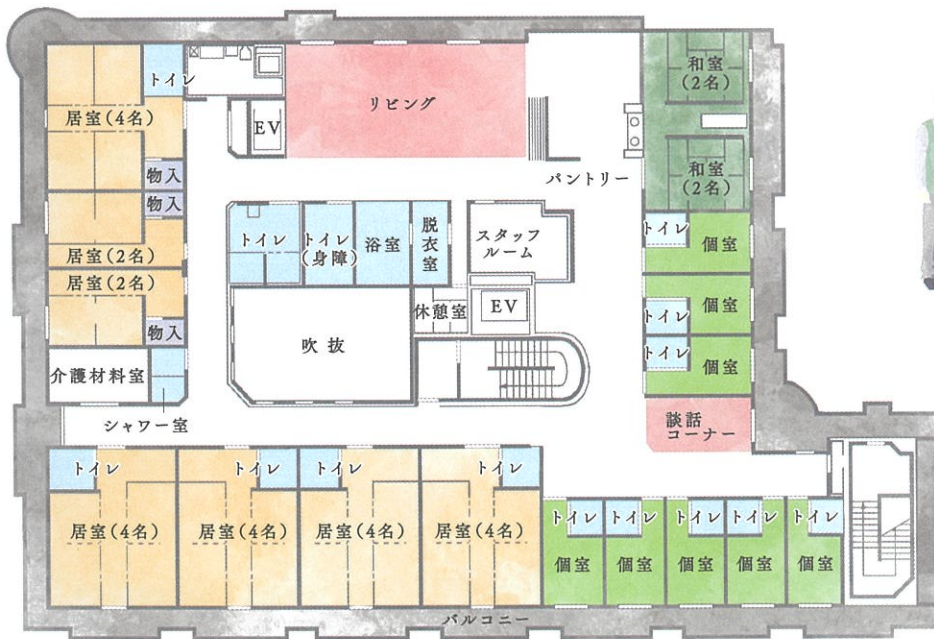 トイレ
居室(4名)
物入
物入
居室(2名)
居室(2名)
物入
介護材料室
シャワー室
EV
リビング
パントリー
和室
(2名)
和室
(2名)
トイレ
トイレ
(身障)
浴室
脱衣室
スタッフ
ルーム
休憩室
EV
吹抜
トイレ
個室
トイレ
個室
トイレ
個室
談話
コーナー
トイレ
居室(4名)
トイレ
居室(4名)
トイレ
居室(4名)
トイレ
居室(4名)
トイレ
個室
トイレ
個室
トイレ
個室
トイレ
個室
トイレ
個室
バルコニー